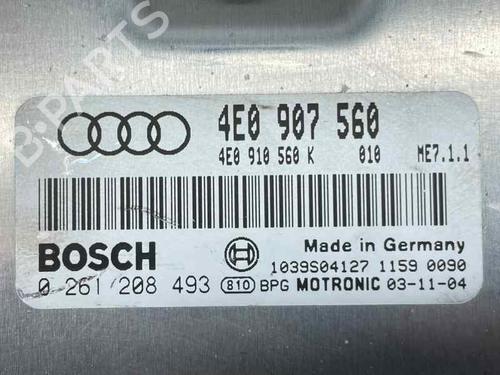 B-PARTS
4E0 907 560
4E0 910 560 K 010 ME7.1.1
BOSCH
Made in Germany
1039S04127 1159 0090
0 261 208 493 810 BPG MOTRONIC 03-11-04